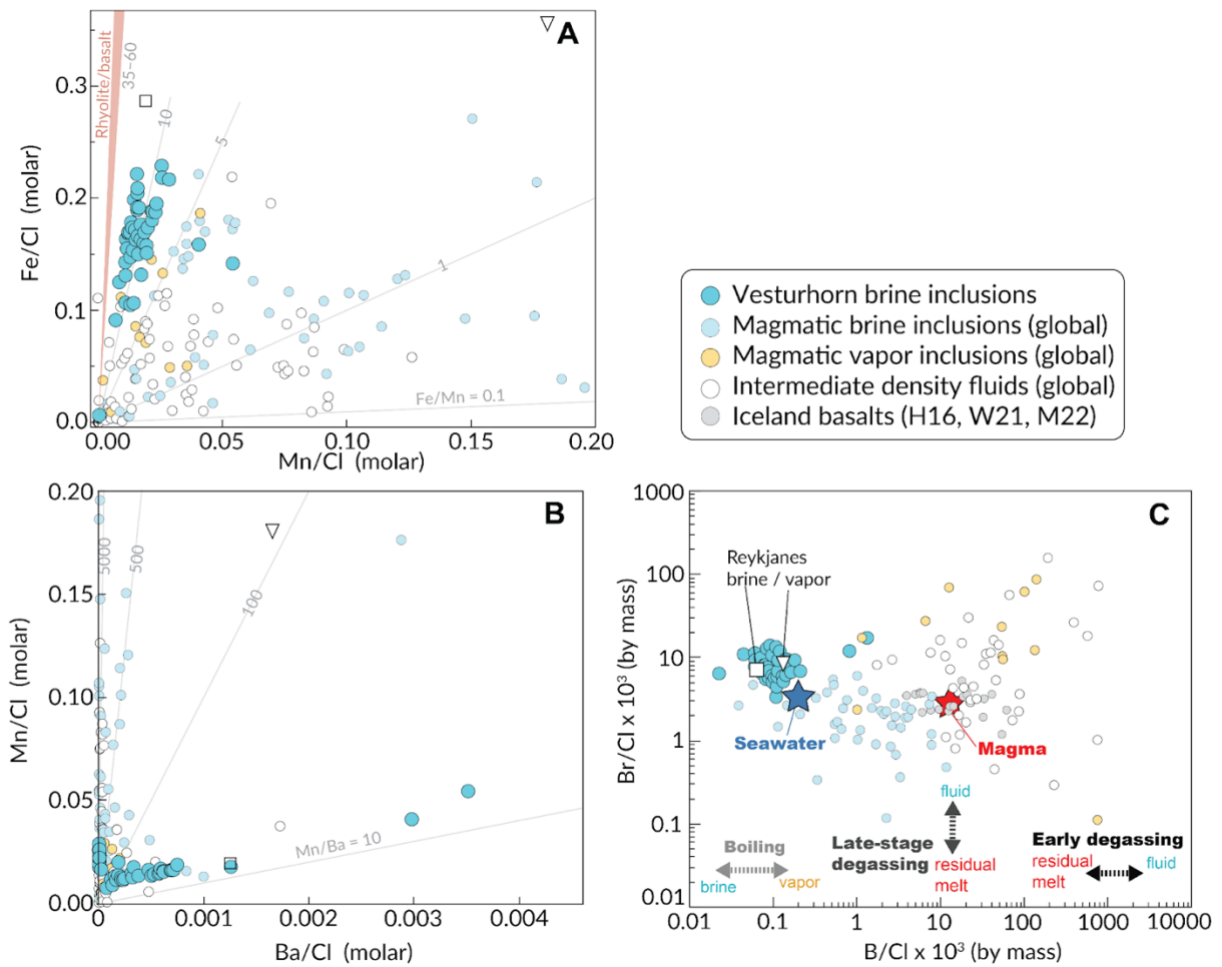 A
Rhyolite/basalt
35–60
10
5
1
Fe/Mn = 0.1
Fe/Cl (molar)
0.3
0.2
0.1
0.0
0.00
0.05
0.10
0.15
0.20
Mn/Cl (molar)
Vesturhorn brine inclusions
Magmatic brine inclusions (global)
Magmatic vapor inclusions (global)
Intermediate density fluids (global)
Iceland basalts (H16, W21, M22)
B
5000
500
100
Mn/Ba = 10
Mn/Cl (molar)
0.20
0.15
0.10
0.05
0.00
0.001
0.002
0.003
0.004
Ba/Cl (molar)
C
Reykjanes
brine / vapor
Seawater
Magma
fluid
Late-stage
degassing
residual
melt
Boiling
brine
vapor
Early degassing
residual
melt
fluid
Br/Cl x 10³ (by mass)
1000
100
10
1
0.1
0.01
0.01
0.1
1
10
100
1000
10000
B/Cl x 10³ (by mass)